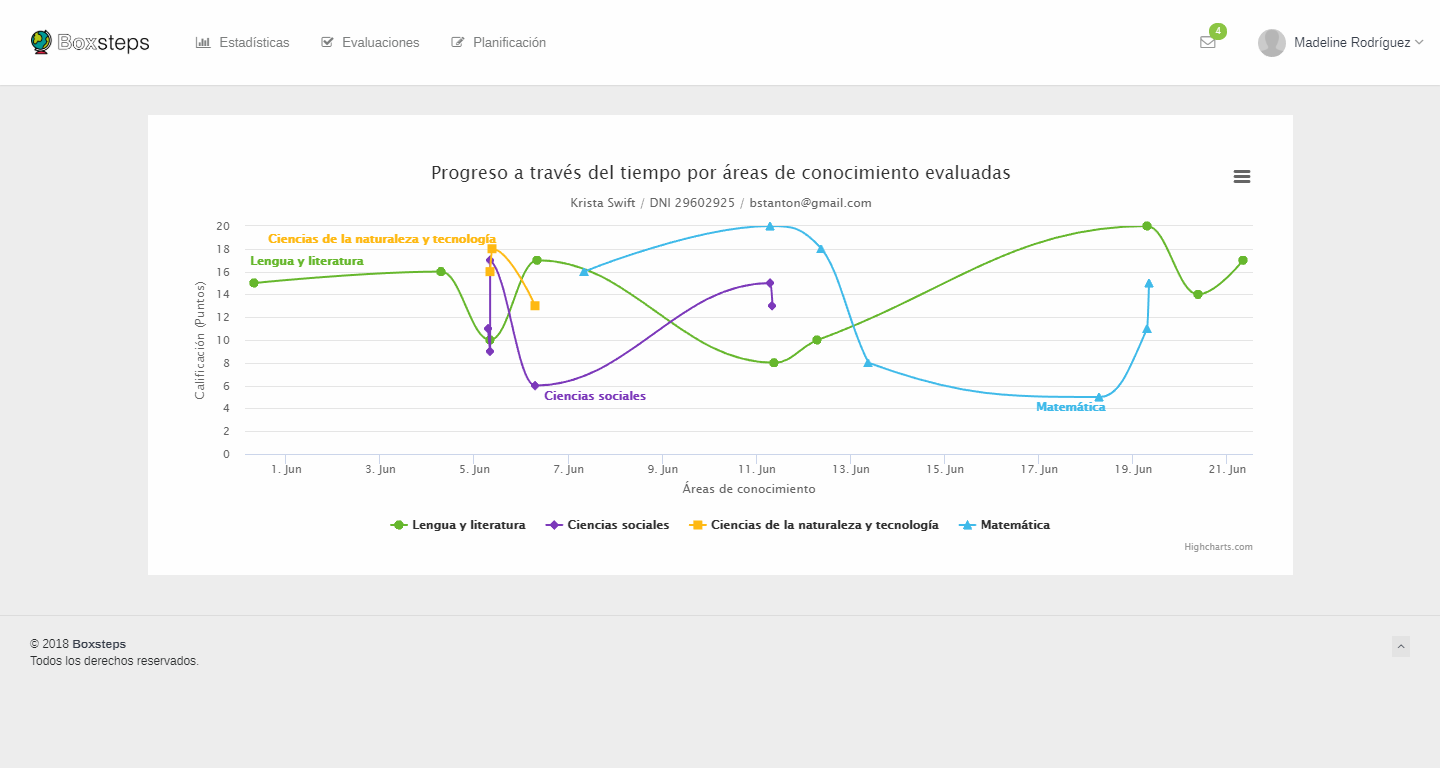 Boxsteps Estadísticas Evaluaciones Planificación 4 Madeline Rodríguez
Progreso a través del tiempo por áreas de conocimiento evaluadas
Krista Swift / DNI 29602925 / bstanton@gmail.com
Calificación (Puntos)
20
18
16
14
12
10
8
6
4
2
0
Ciencias de la naturaleza y tecnología
Lengua y literatura
Ciencias sociales
Matemática
1. Jun 3. Jun 5. Jun 7. Jun 9. Jun 11. Jun 13. Jun 15. Jun 17. Jun 19. Jun 21. Jun
Áreas de conocimiento
Lengua y literatura Ciencias sociales Ciencias de la naturaleza y tecnología Matemática
Highcharts.com
© 2018 Boxsteps
Todos los derechos reservados.